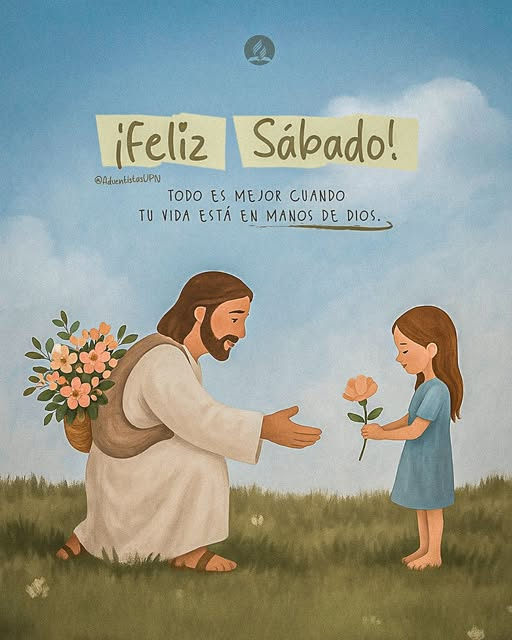 ¡Feliz Sábado!
@AdventistasUPN
TODO ES MEJOR CUANDO
TU VIDA ESTÁ EN MANOS DE DIOS.